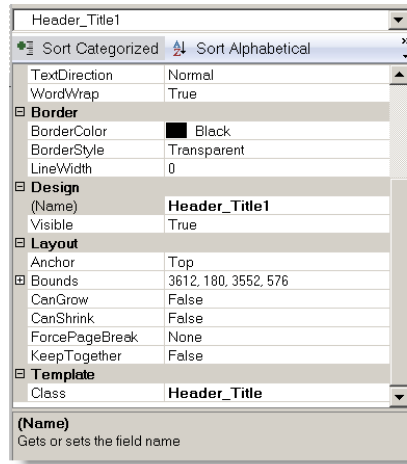 Header_Title1
Sort Categorized Sort Alphabetical
TextDirection Normal
WordWrap True
Border
BorderColor Black
BorderStyle Transparent
LineWidth 0
Design
(Name) Header_Title1
Visible True
Layout
Anchor Top
Bounds 3612, 180, 3552, 576
CanGrow False
CanShrink False
ForcePageBreak None
KeepTogether False
Template
Class Header_Title
(Name)
Gets or sets the field name